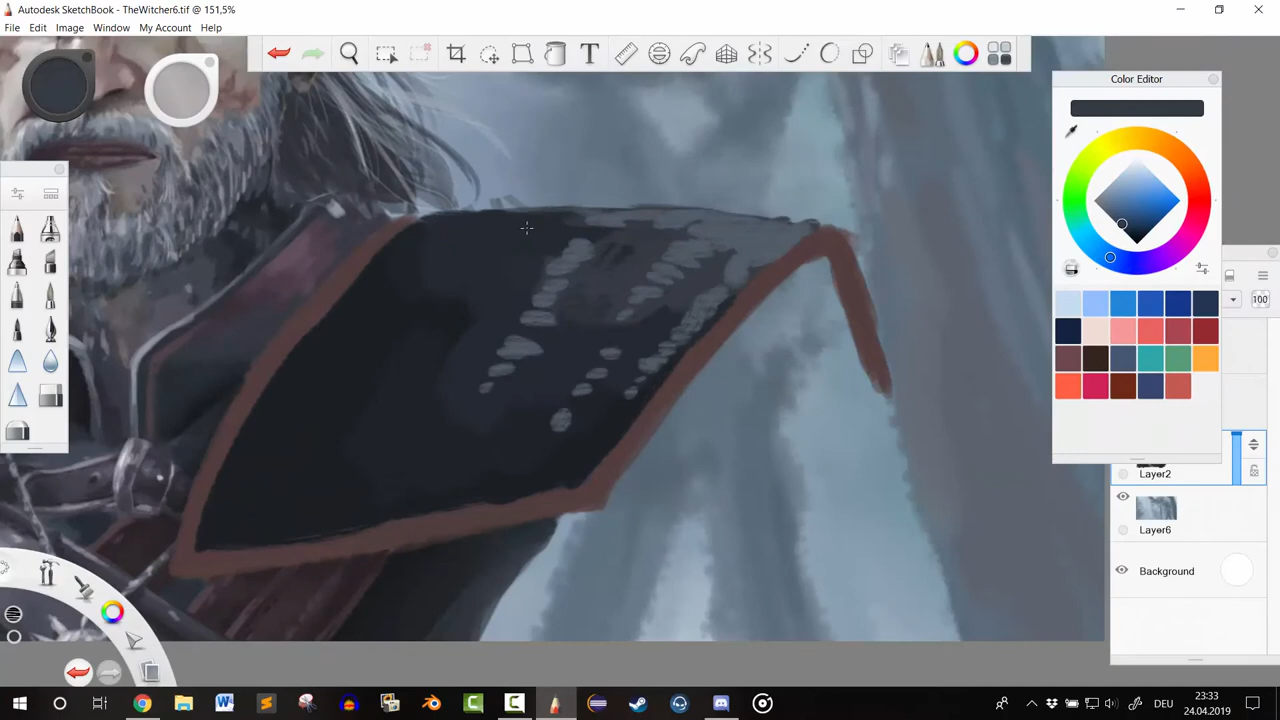 Autodesk SketchBook - TheWitcher6.tif @ 151,5%
File Edit Image Window My Account Help
T
Color Editor
100
Layer2
Layer6
Background
W
DEU
23:33
24.04.2019